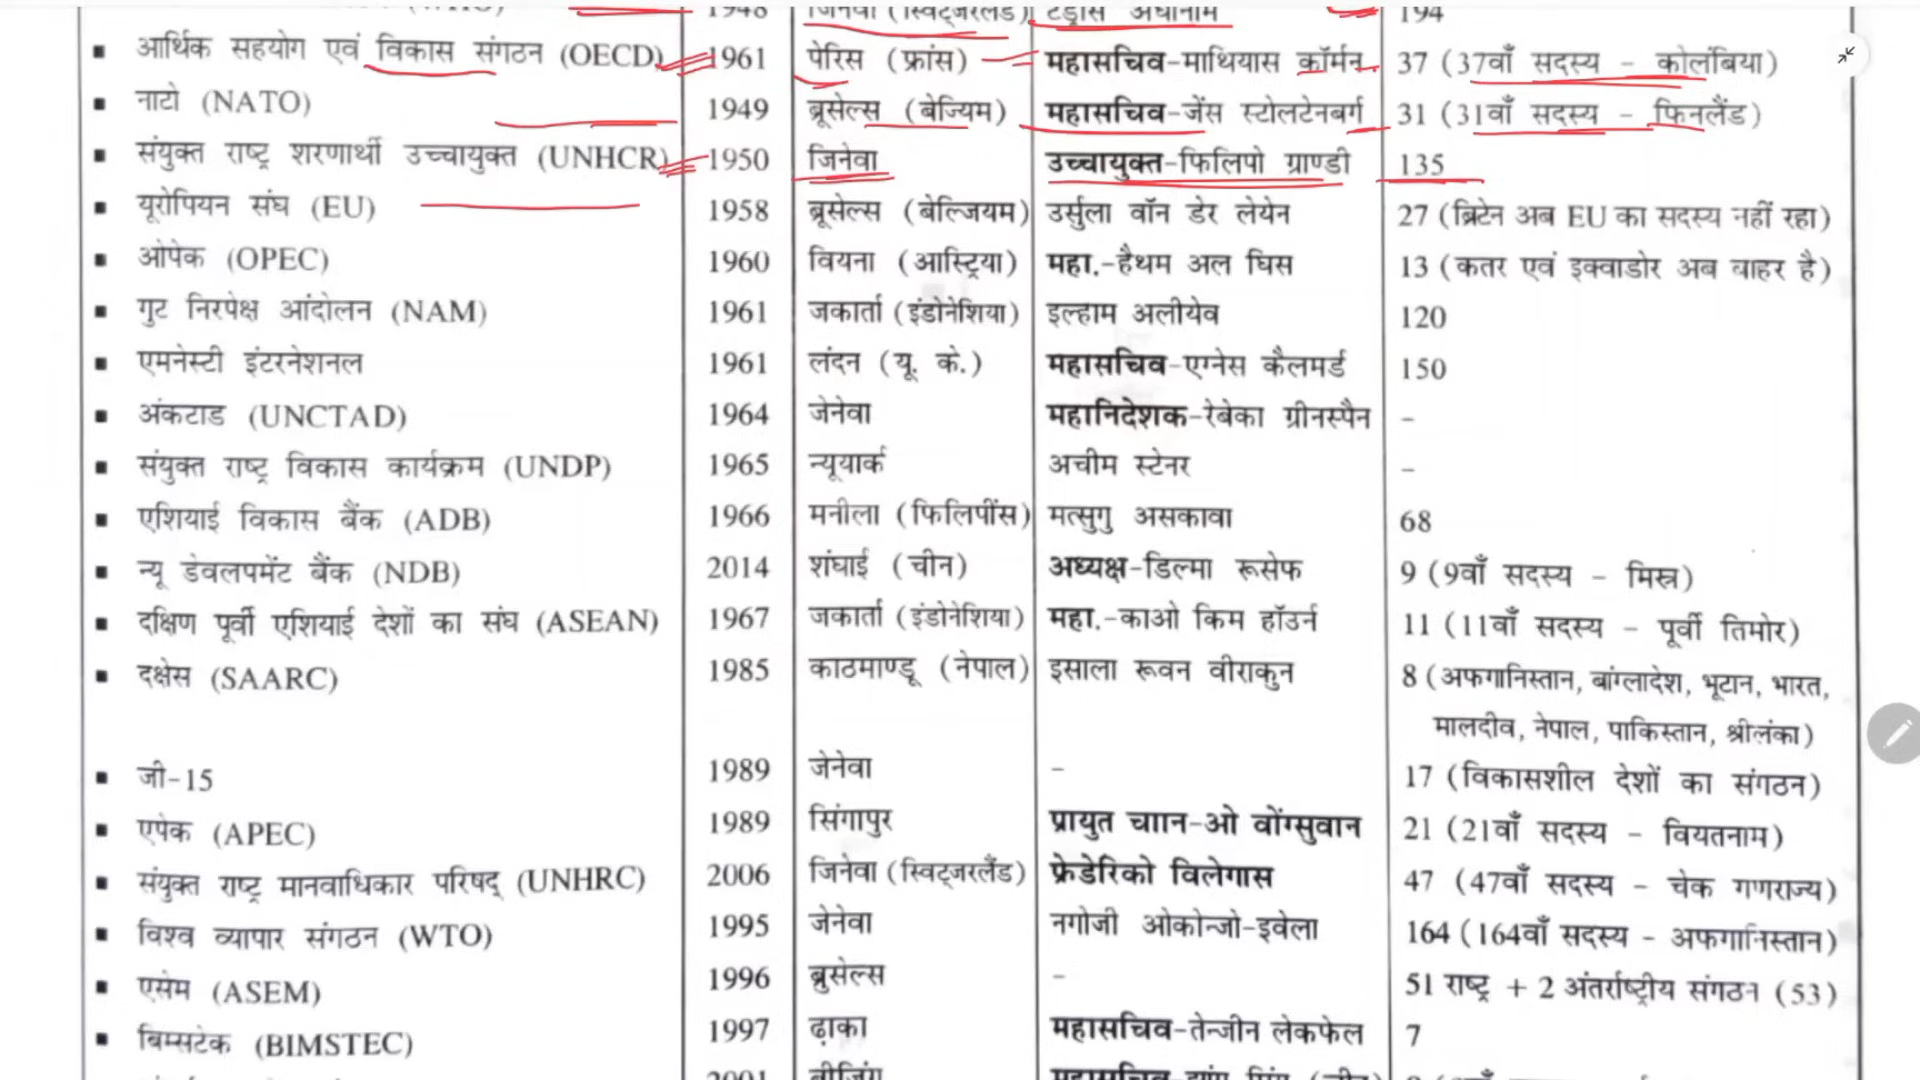 1948 जिनेवा (स्विट्जरलैंड) टेड्रोस अधानोम 194
▪ आर्थिक सहयोग एवं विकास संगठन (OECD) 1961 पेरिस (फ्रांस) महासचिव-माथियास कॉर्मन 37 (37वाँ सदस्य - कोलंबिया)
▪ नाटो (NATO) 1949 ब्रूसेल्स (बेज्यिम) महासचिव-जेंस स्टोलटेनबर्ग 31 (31वाँ सदस्य - फिनलैंड)
▪ संयुक्त राष्ट्र शरणार्थी उच्चायुक्त (UNHCR) 1950 जिनेवा उच्चायुक्त-फिलिपो ग्राण्डी 135
▪ यूरोपियन संघ (EU) 1958 ब्रूसेल्स (बेल्जियम) उर्सुला वॉन डेर लेयेन 27 (ब्रिटेन अब EU का सदस्य नहीं रहा)
▪ ओपेक (OPEC) 1960 वियना (आस्ट्रिया) महा.-हैथम अल घिस 13 (कतर एवं इक्वाडोर अब बाहर है)
▪ गुट निरपेक्ष आंदोलन (NAM) 1961 जकार्ता (इंडोनेशिया) इल्हाम अलीयेव 120
▪ एमनेस्टी इंटरनेशनल 1961 लंदन (यू. के.) महासचिव-एग्नेस कैलमर्ड 150
▪ अंकटाड (UNCTAD) 1964 जेनेवा महानिदेशक-रेबेका ग्रीनस्पैन -
▪ संयुक्त राष्ट्र विकास कार्यक्रम (UNDP) 1965 न्यूयार्क अचीम स्टेनर -
▪ एशियाई विकास बैंक (ADB) 1966 मनीला (फिलिपींस) मत्सुगु असकावा 68
▪ न्यू डेवलपमेंट बैंक (NDB) 2014 शंघाई (चीन) अध्यक्ष-डिल्मा रूसेफ 9 (9वाँ सदस्य - मिस्र)
▪ दक्षिण पूर्वी एशियाई देशों का संघ (ASEAN) 1967 जकार्ता (इंडोनेशिया) महा.-काओ किम हॉउर्न 11 (11वाँ सदस्य - पूर्वी तिमोर)
▪ दक्षेस (SAARC) 1985 काठमाण्डू (नेपाल) इसाला रूवन वीराकुन 8 (अफगानिस्तान, बांग्लादेश, भूटान, भारत,
मालदीव, नेपाल, पाकिस्तान, श्रीलंका)
▪ जी-15 1989 जेनेवा - 17 (विकासशील देशों का संगठन)
▪ एपेक (APEC) 1989 सिंगापुर प्रायुत चाान-ओ वोंग्सुवान 21 (21वाँ सदस्य - वियतनाम)
▪ संयुक्त राष्ट्र मानवाधिकार परिषद् (UNHRC) 2006 जिनेवा (स्विट्जरलैंड) फ्रेडेरिको विलेगास 47 (47वाँ सदस्य - चेक गणराज्य)
▪ विश्व व्यापार संगठन (WTO) 1995 जेनेवा नगोजी ओकोन्जो-इवेला 164 (164वाँ सदस्य - अफगानिस्तान)
▪ एसेम (ASEM) 1996 ब्रुसेल्स - 51 राष्ट्र + 2 अंतर्राष्ट्रीय संगठन (53)
▪ बिम्सटेक (BIMSTEC) 1997 ढ़ाका महासचिव-तेन्जीन लेकफेल 7
2001 बीजिंग